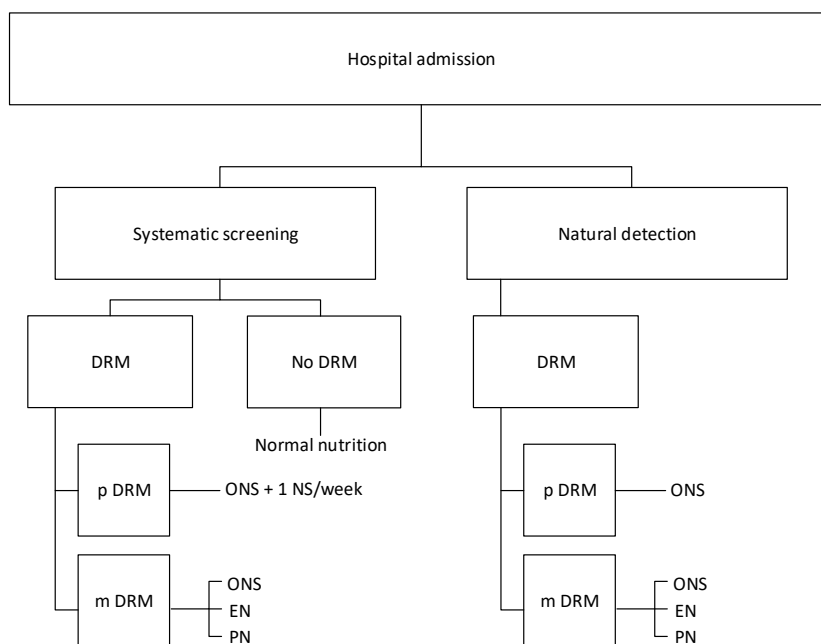 Hospital admission
Systematic screening
Natural detection
DRM
No DRM
DRM
Normal nutrition
p DRM
ONS + 1 NS/week
p DRM
ONS
m DRM
ONS
EN
PN
m DRM
ONS
EN
PN